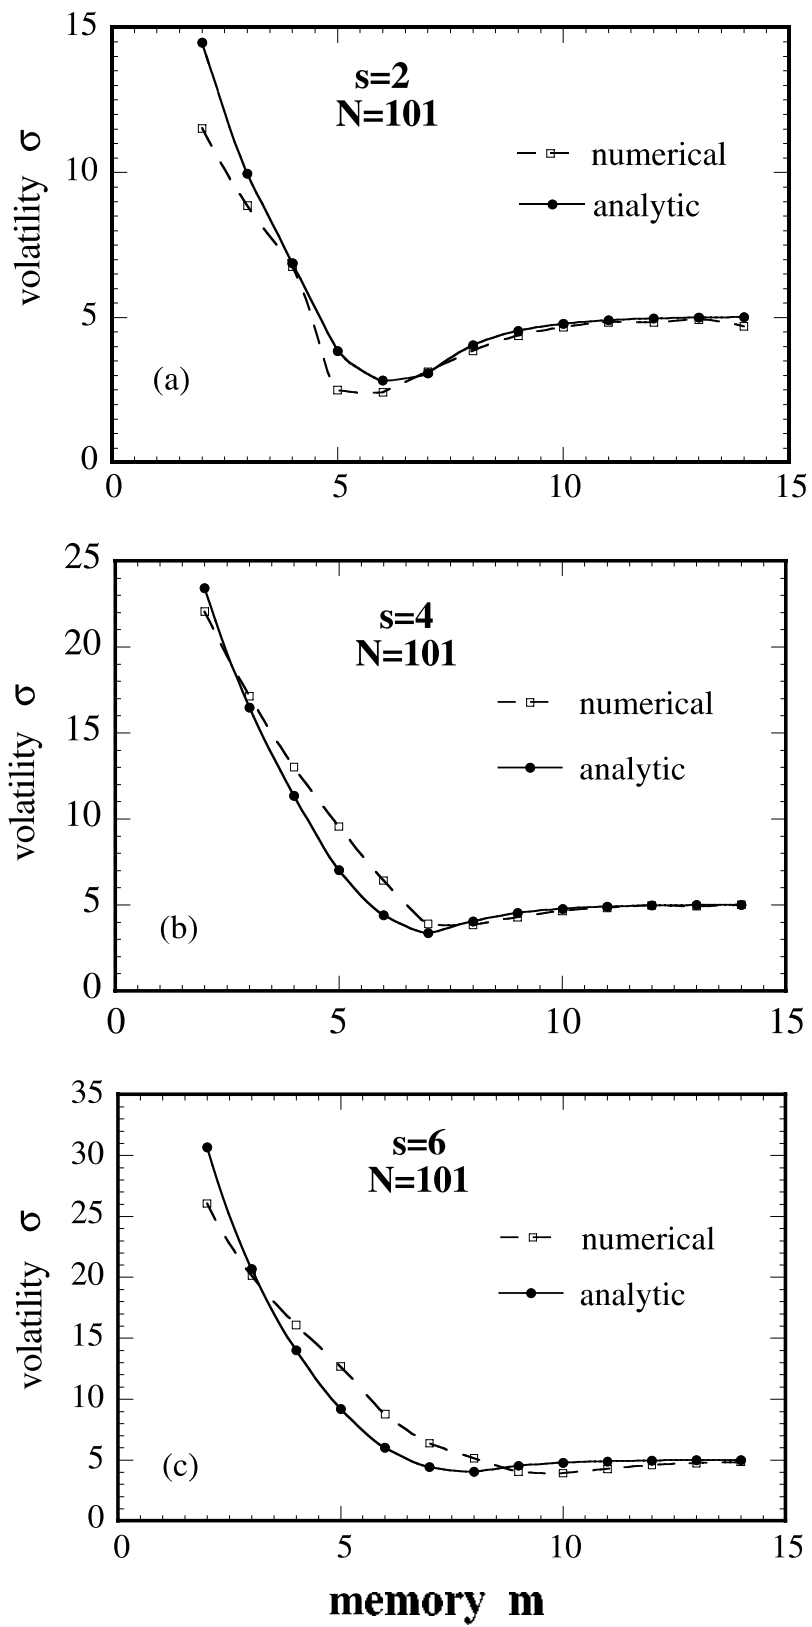 15
s=2
N=101
10
numerical
analytic
volatility σ
5
(a)
0
0 5 10 15
25
s=4
N=101
20
numerical
15
analytic
volatility σ
10
5
(b)
0
0 5 10 15
35
s=6
N=101
30
25
numerical
20
analytic
volatility σ
15
10
5
(c)
0
0 5 10 15
memory m